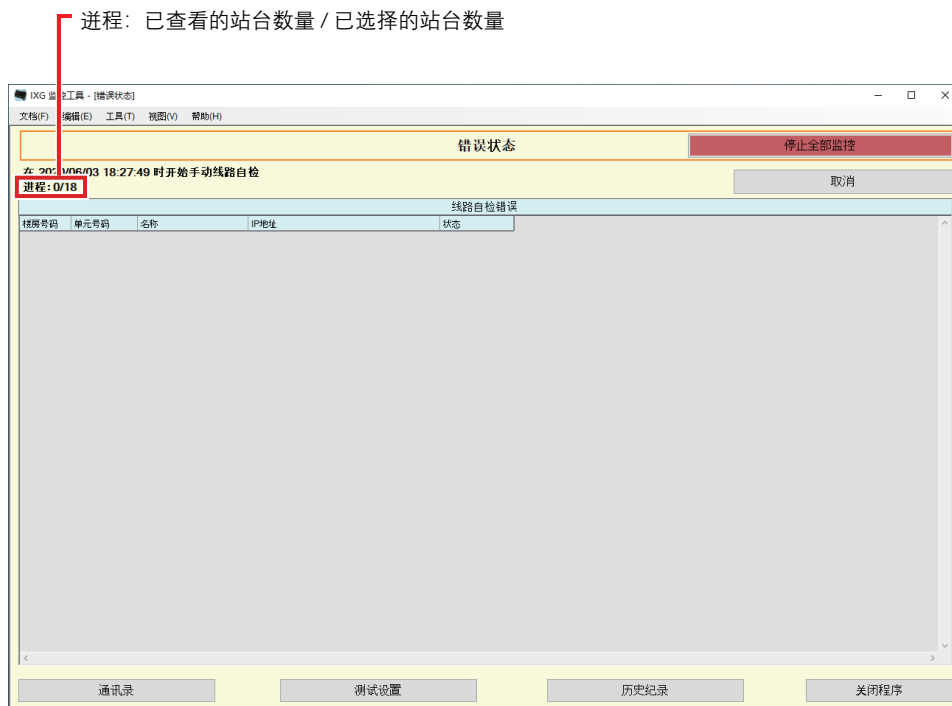 进程：已查看的站台数量 / 已选择的站台数量
IXG 监控工具 - [错误状态]
文档(F) 编辑(E) 工具(T) 视图(V) 帮助(H)
错误状态
停止全部监控
在 2020/06/03 18:27:49 时开始手动线路自检
进程: 0/18
取消
线路自检错误
楼房号码 单元号码 名称 IP地址 状态
通讯录 测试设置 历史纪录 关闭程序